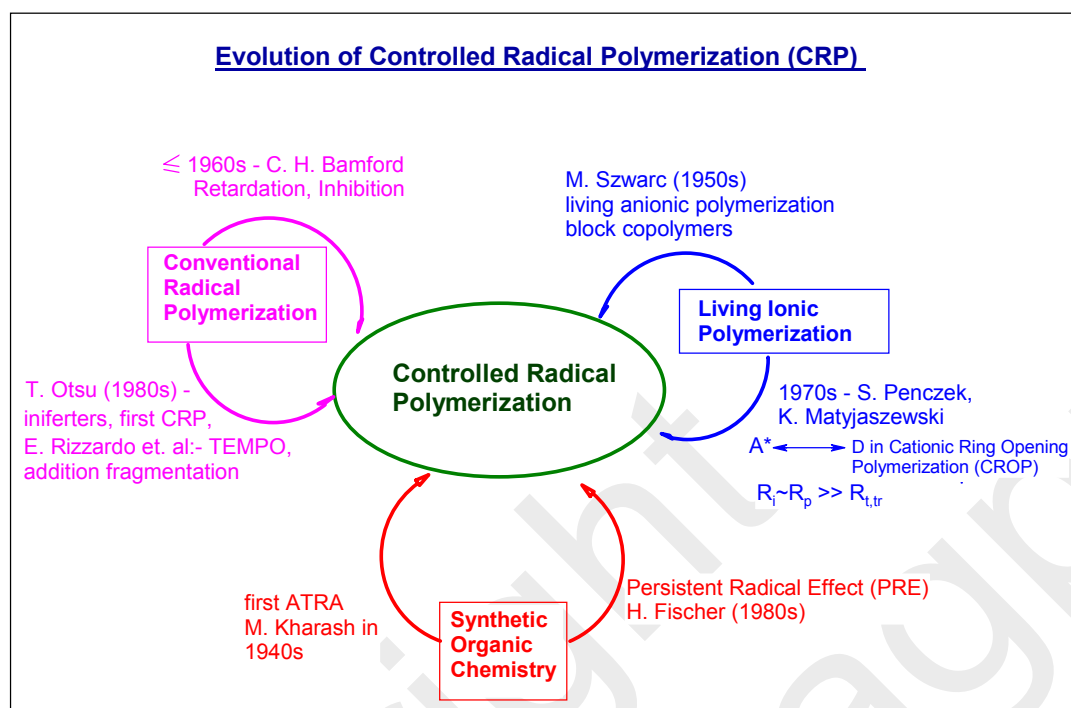 Evolution of Controlled Radical Polymerization (CRP)
≤ 1960s - C. H. Bamford
Retardation, Inhibition
M. Szwarc (1950s)
living anionic polymerization
block copolymers
Conventional
Radical
Polymerization
Living Ionic
Polymerization
Controlled Radical
Polymerization
T. Otsu (1980s) -
iniferters, first CRP,
E. Rizzardo et. al:- TEMPO,
addition fragmentation
1970s - S. Penczek,
K. Matyjaszewski
A* ⟷ D in Cationic Ring Opening
Polymerization (CROP)
Ri~Rp >> Rt,tr
first ATRA
M. Kharash in
1940s
Synthetic
Organic
Chemistry
Persistent Radical Effect (PRE)
H. Fischer (1980s)